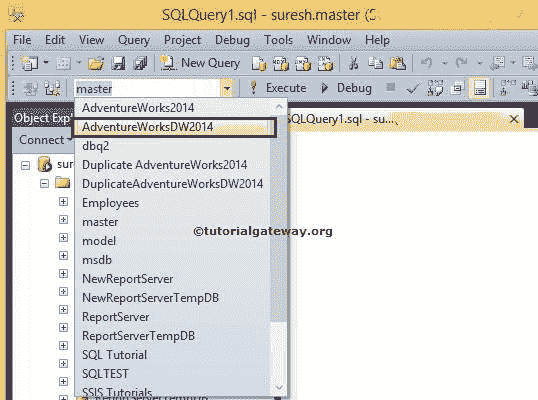 SQLQuery1.sql - suresh.master (S
File Edit View Query Project Debug Tools Window Help
New Query
master Execute Debug
AdventureWorks2014
Object Expl AdventureWorksDW2014 SQLQuery1.sql - su...
dbq2
Connect Duplicate AdventureWorks2014
sur DuplicateAdventureWorksDW2014
Employees
master
©tutorialgateway.org
model
msdb
NewReportServer
NewReportServerTempDB
ReportServer
ReportServerTempDB
SQL Tutorial
SQLTEST
SSIS Tutorials